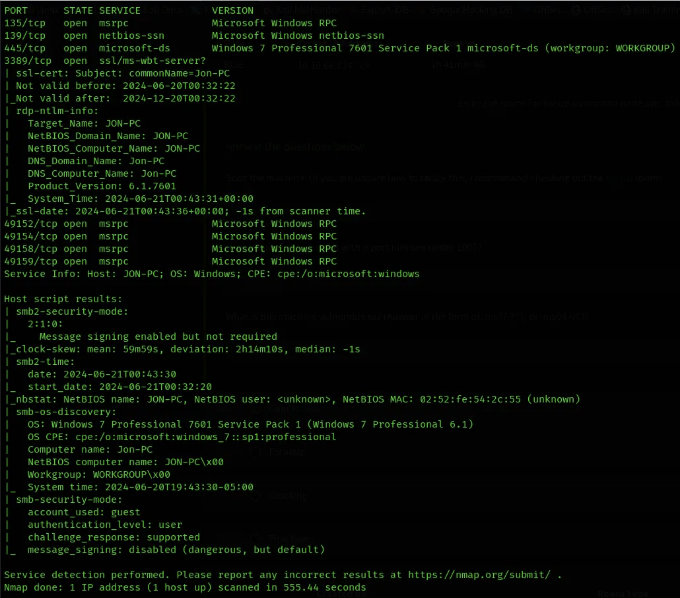 PORT STATE SERVICE VERSION
135/tcp open msrpc Microsoft Windows RPC
139/tcp open netbios-ssn Microsoft Windows netbios-ssn
445/tcp open microsoft-ds Windows 7 Professional 7601 Service Pack 1 microsoft-ds (workgroup: WORKGROUP)
3389/tcp open ssl/ms-wbt-server?
| ssl-cert: Subject: commonName=Jon-PC
| Not valid before: 2024-06-20T00:32:22
|_Not valid after: 2024-12-20T00:32:22
| rdp-ntlm-info:
| Target_Name: JON-PC
| NetBIOS_Domain_Name: JON-PC
| NetBIOS_Computer_Name: JON-PC
| DNS_Domain_Name: Jon-PC
| DNS_Computer_Name: Jon-PC
| Product_Version: 6.1.7601
|_ System_Time: 2024-06-21T00:43:31+00:00
|_ssl-date: 2024-06-21T00:43:36+00:00; -1s from scanner time.
49152/tcp open msrpc Microsoft Windows RPC
49154/tcp open msrpc Microsoft Windows RPC
49158/tcp open msrpc Microsoft Windows RPC
49159/tcp open msrpc Microsoft Windows RPC
Service Info: Host: JON-PC; OS: Windows; CPE: cpe:/o:microsoft:windows
Host script results:
| smb2-security-mode:
| 2:1:0:
|_ Message signing enabled but not required
|_clock-skew: mean: 59m59s, deviation: 2h14m10s, median: -1s
| smb2-time:
| date: 2024-06-21T00:43:30
|_ start_date: 2024-06-21T00:32:20
|_nbstat: NetBIOS name: JON-PC, NetBIOS user: <unknown>, NetBIOS MAC: 02:52:fe:54:2c:55 (unknown)
| smb-os-discovery:
| OS: Windows 7 Professional 7601 Service Pack 1 (Windows 7 Professional 6.1)
| OS CPE: cpe:/o:microsoft:windows_7::sp1:professional
| Computer name: Jon-PC
| NetBIOS computer name: JON-PC\x00
| Workgroup: WORKGROUP\x00
|_ System time: 2024-06-20T19:43:30-05:00
| smb-security-mode:
| account_used: guest
| authentication_level: user
| challenge_response: supported
|_ message_signing: disabled (dangerous, but default)
Service detection performed. Please report any incorrect results at https://nmap.org/submit/ .
Nmap done: 1 IP address (1 host up) scanned in 555.44 seconds